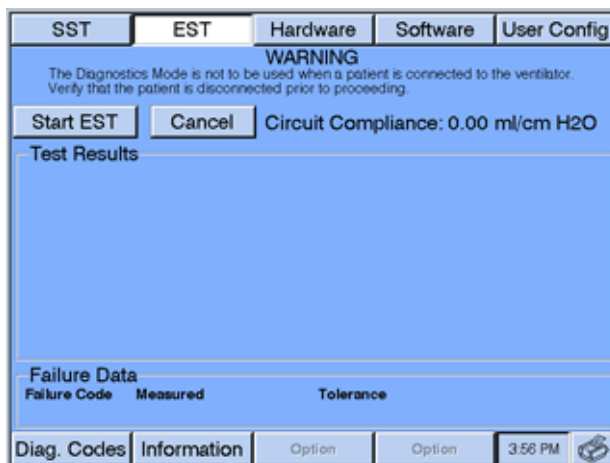 SST EST Hardware Software User Config
WARNING
The Diagnostics Mode is not to be used when a patient is connected to the ventilator.
Verify that the patient is disconnected prior to proceeding.
Start EST Cancel Circuit Compliance: 0.00 ml/cm H2O
Test Results
Failure Data
Failure Code Measured Tolerance
Diag. Codes Information Option Option 3:56 PM